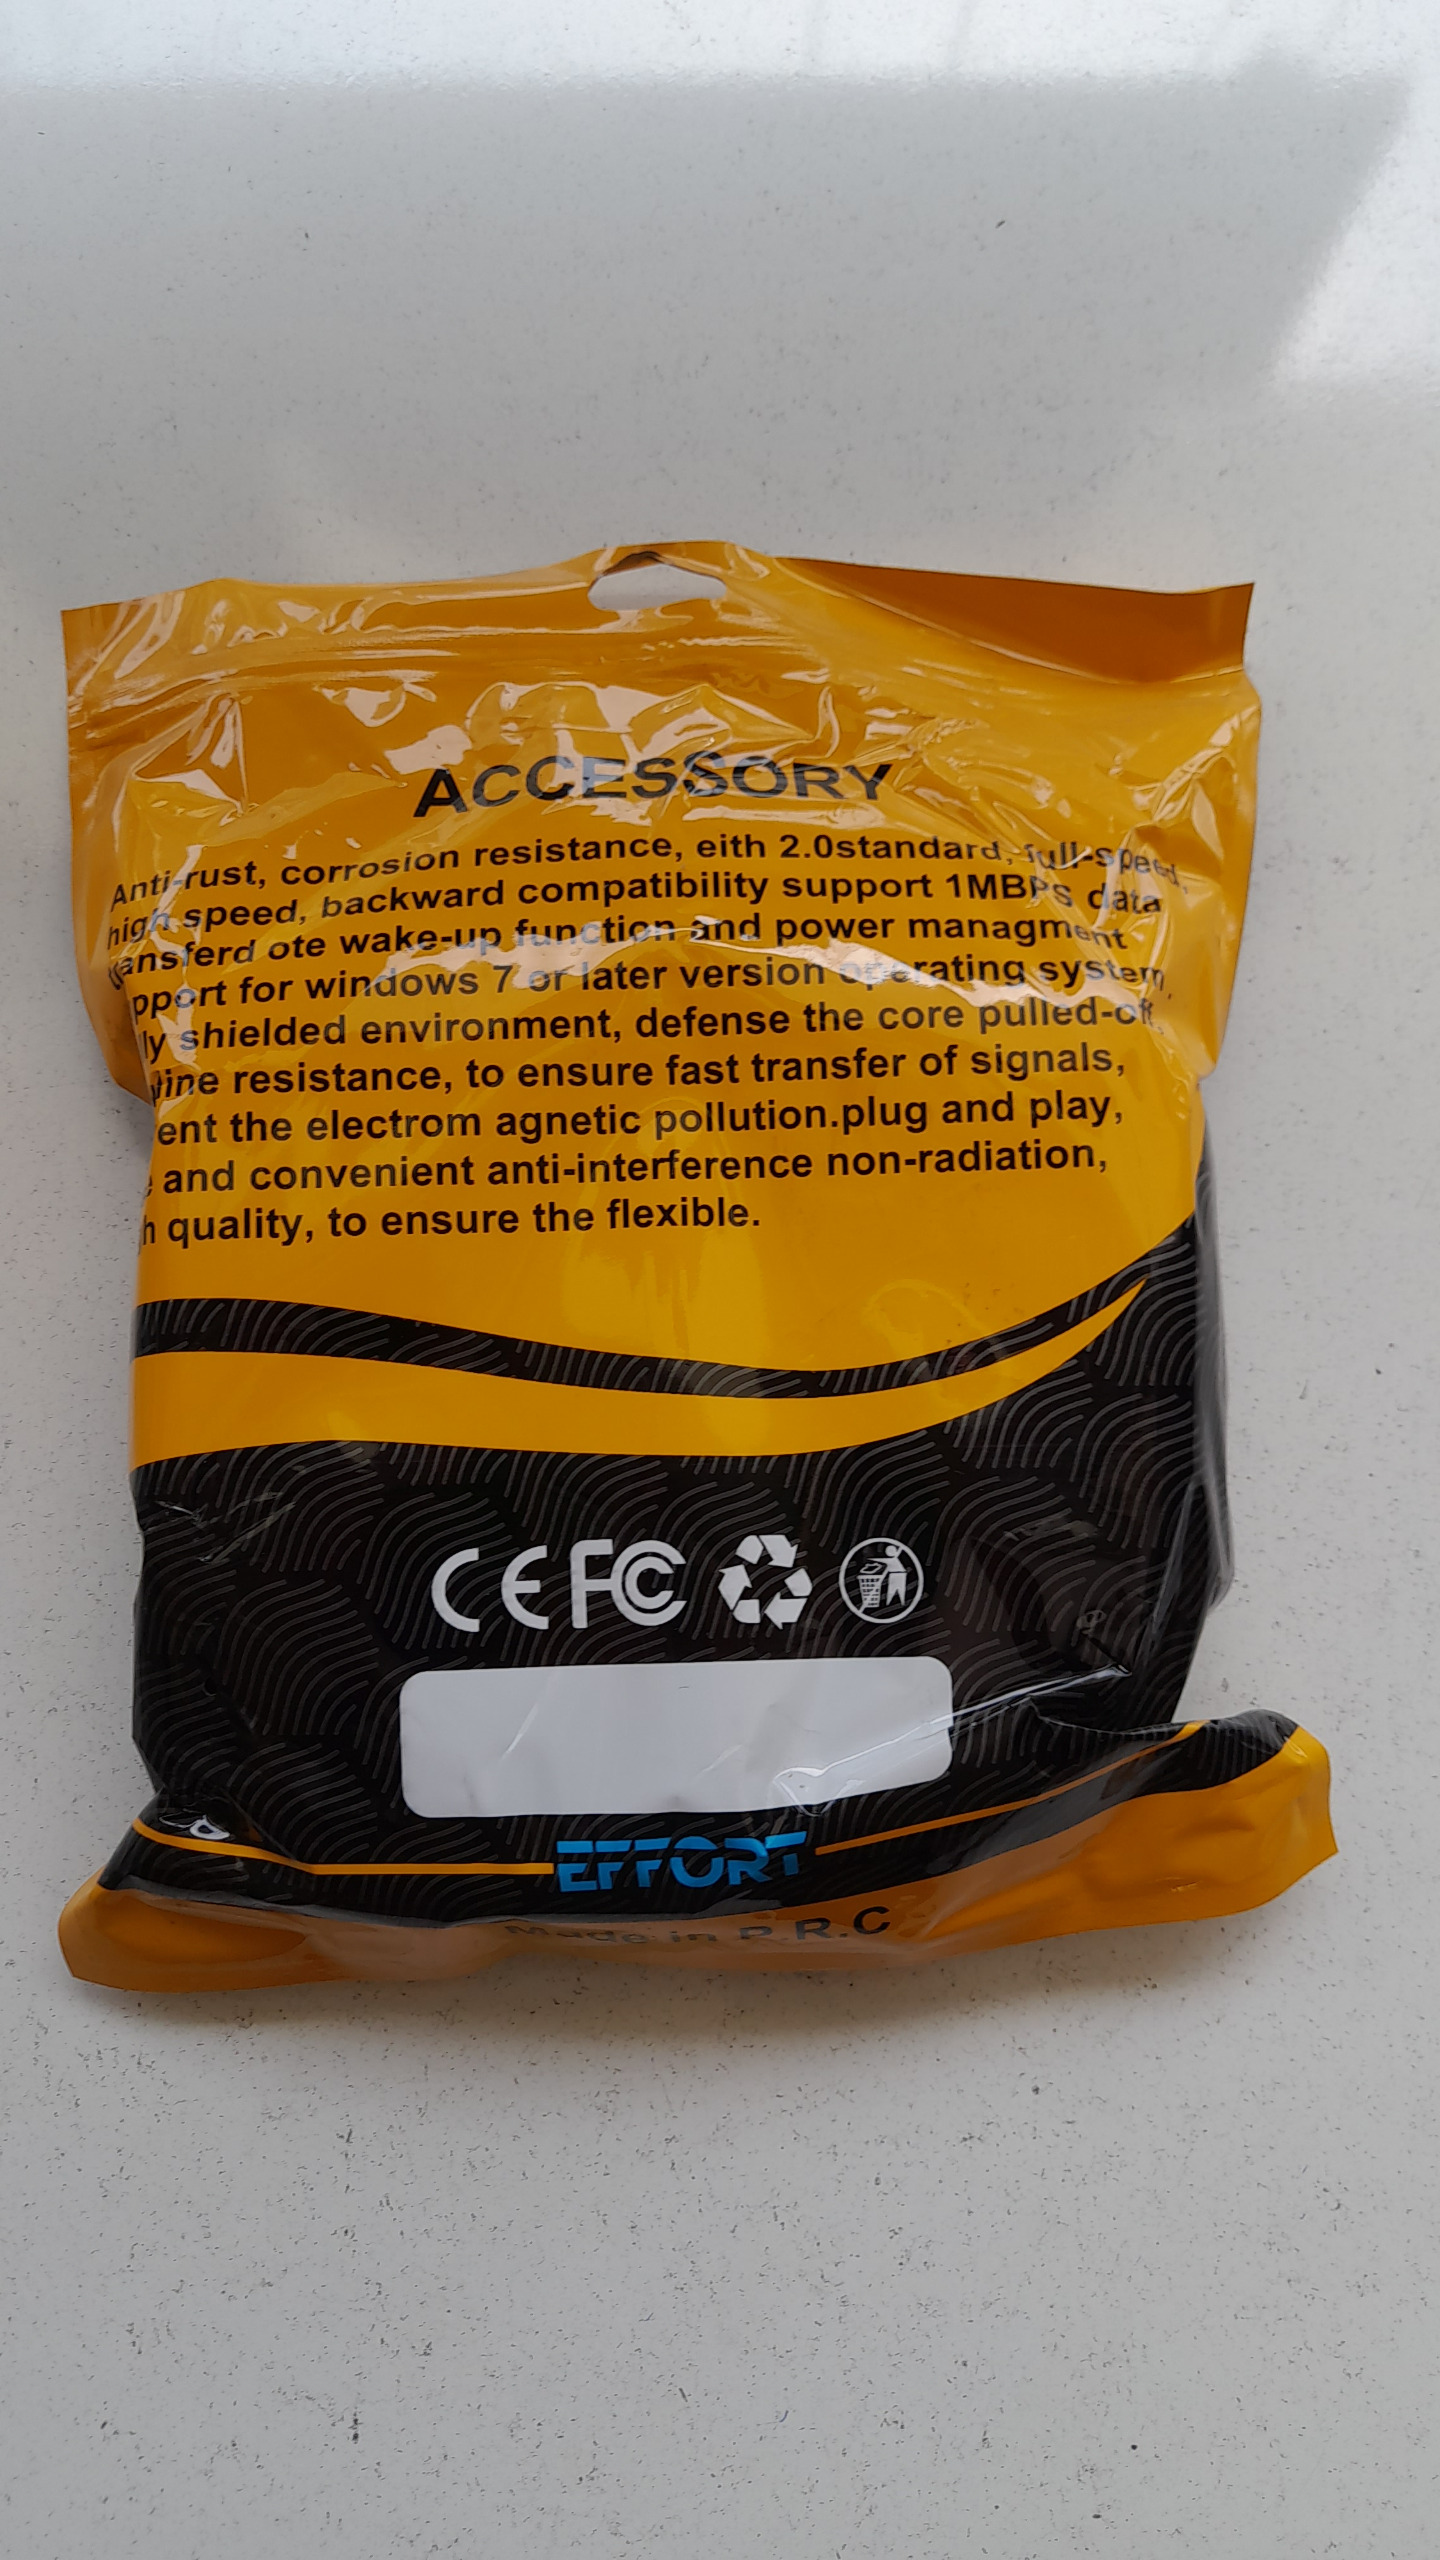 ACCESSORY
Anti-rust, corrosion resistance, eith 2.0standard, full-speed,
high speed, backward compatibility support 1MBPS data
transferd ote wake-up function and power managment
pport for windows 7 or later version operating system,
ly shielded environment, defense the core pulled-off,
line resistance, to ensure fast transfer of signals,
ent the electrom agnetic pollution.plug and play,
and convenient anti-interference non-radiation,
h quality, to ensure the flexible.
CE FC
EFFORT
Made in P.R.C